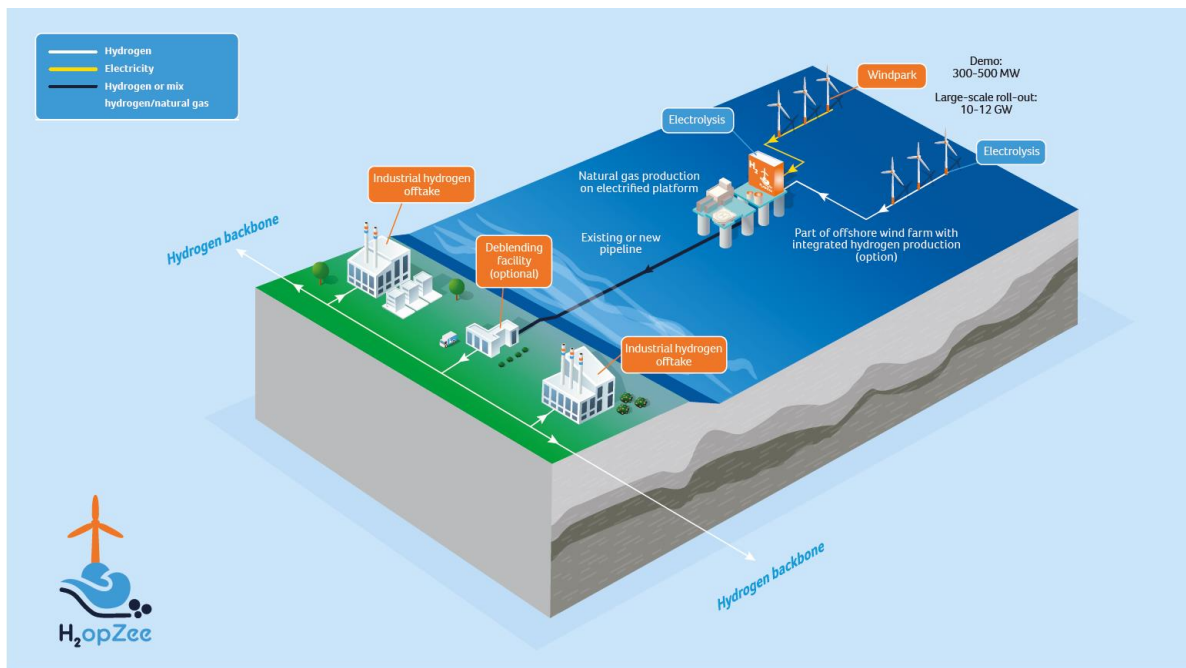 Hydrogen
Electricity
Hydrogen or mix
hydrogen/natural gas
Windpark
Demo:
300-500 MW
Large-scale roll-out:
10-12 GW
Electrolysis
Electrolysis
H2
Natural gas production
on electrified platform
Industrial hydrogen
offtake
Part of offshore wind farm with
integrated hydrogen production
(option)
Existing or new
pipeline
Hydrogen backbone
Deblending
facility
(optional)
Industrial hydrogen
offtake
Hydrogen backbone
H2opZee